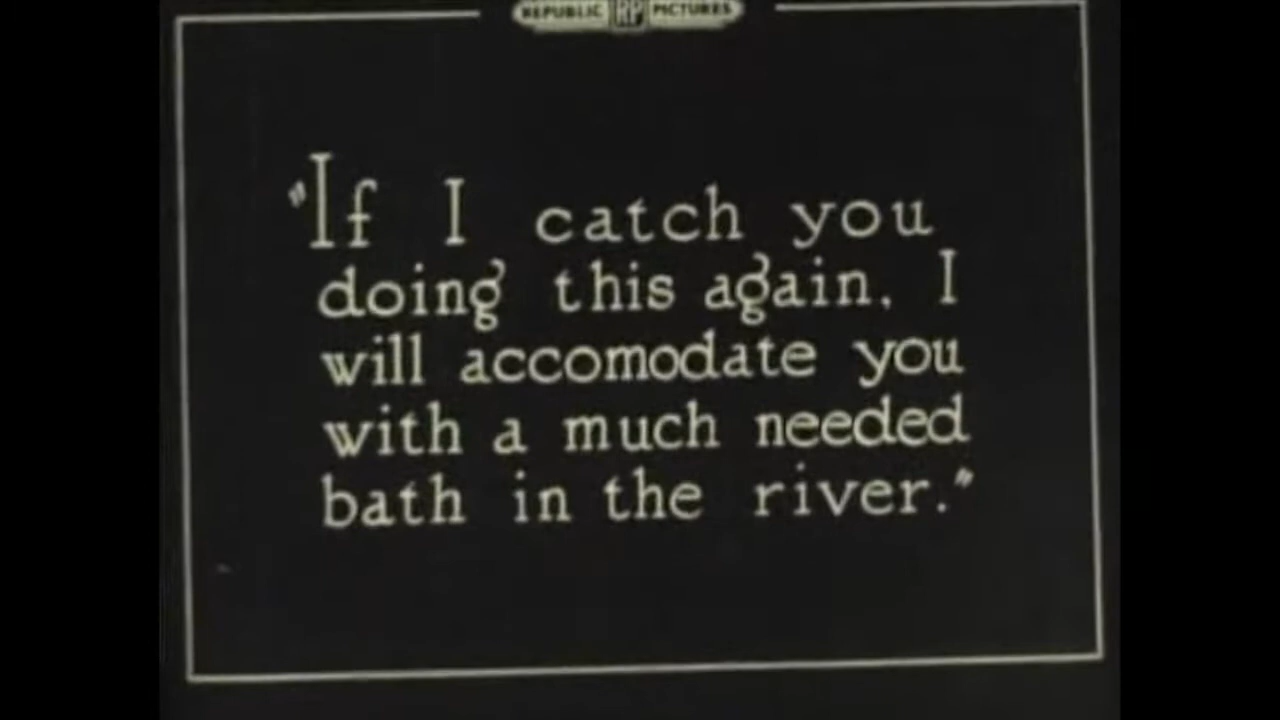 REPUBLIC RP PICTURES
"If I catch you
doing this again, I
will accomodate you
with a much needed
bath in the river."